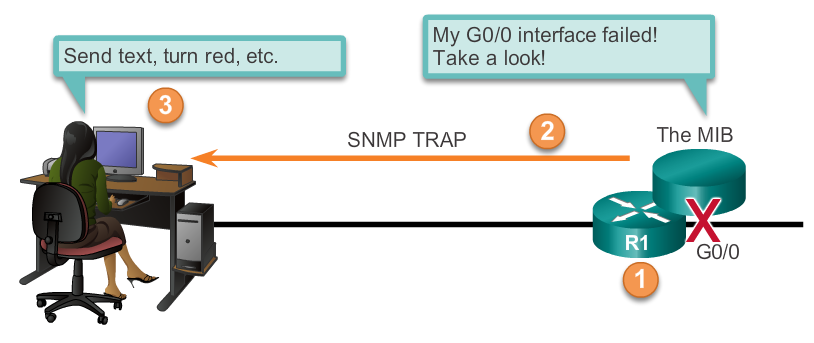 My G0/0 interface failed!
Take a look!
Send text, turn red, etc.
3
2
SNMP TRAP
The MIB
R1
G0/0
1